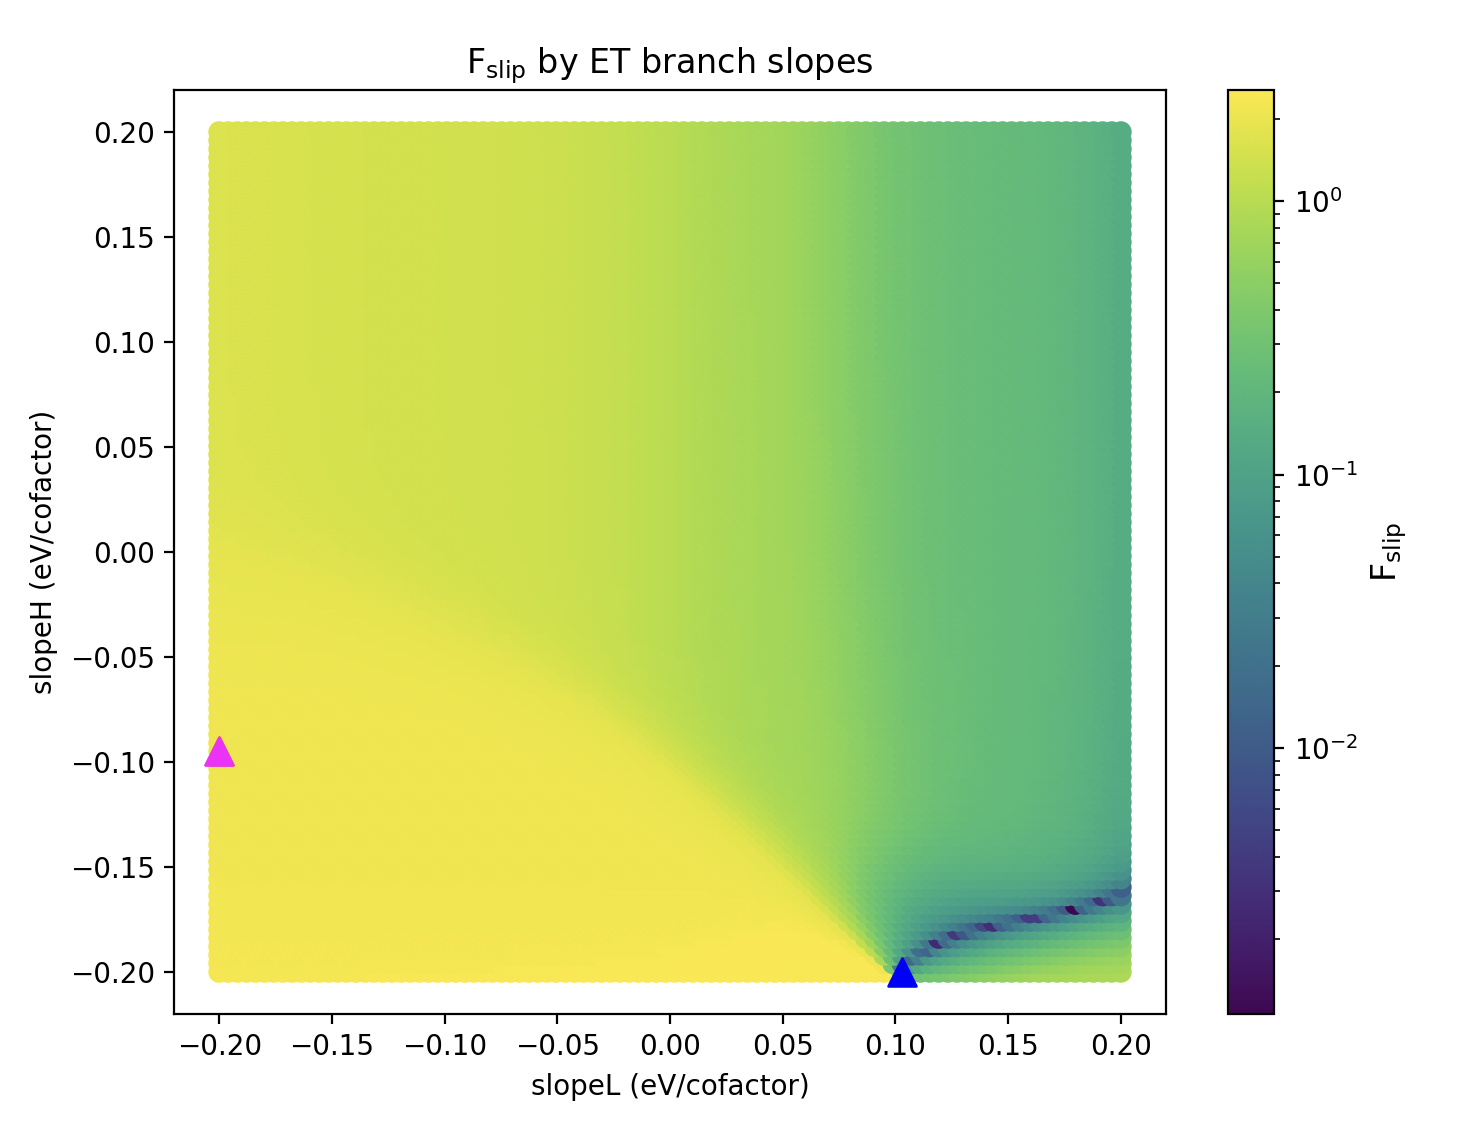 F_slip by ET branch slopes
0.20
0.15
0.10
0.05
0.00
−0.05
−0.10
−0.15
−0.20
slopeH (eV/cofactor)
−0.20 −0.15 −0.10 −0.05 0.00 0.05 0.10 0.15 0.20
slopeL (eV/cofactor)
10⁰
10⁻¹
10⁻²
F_slip